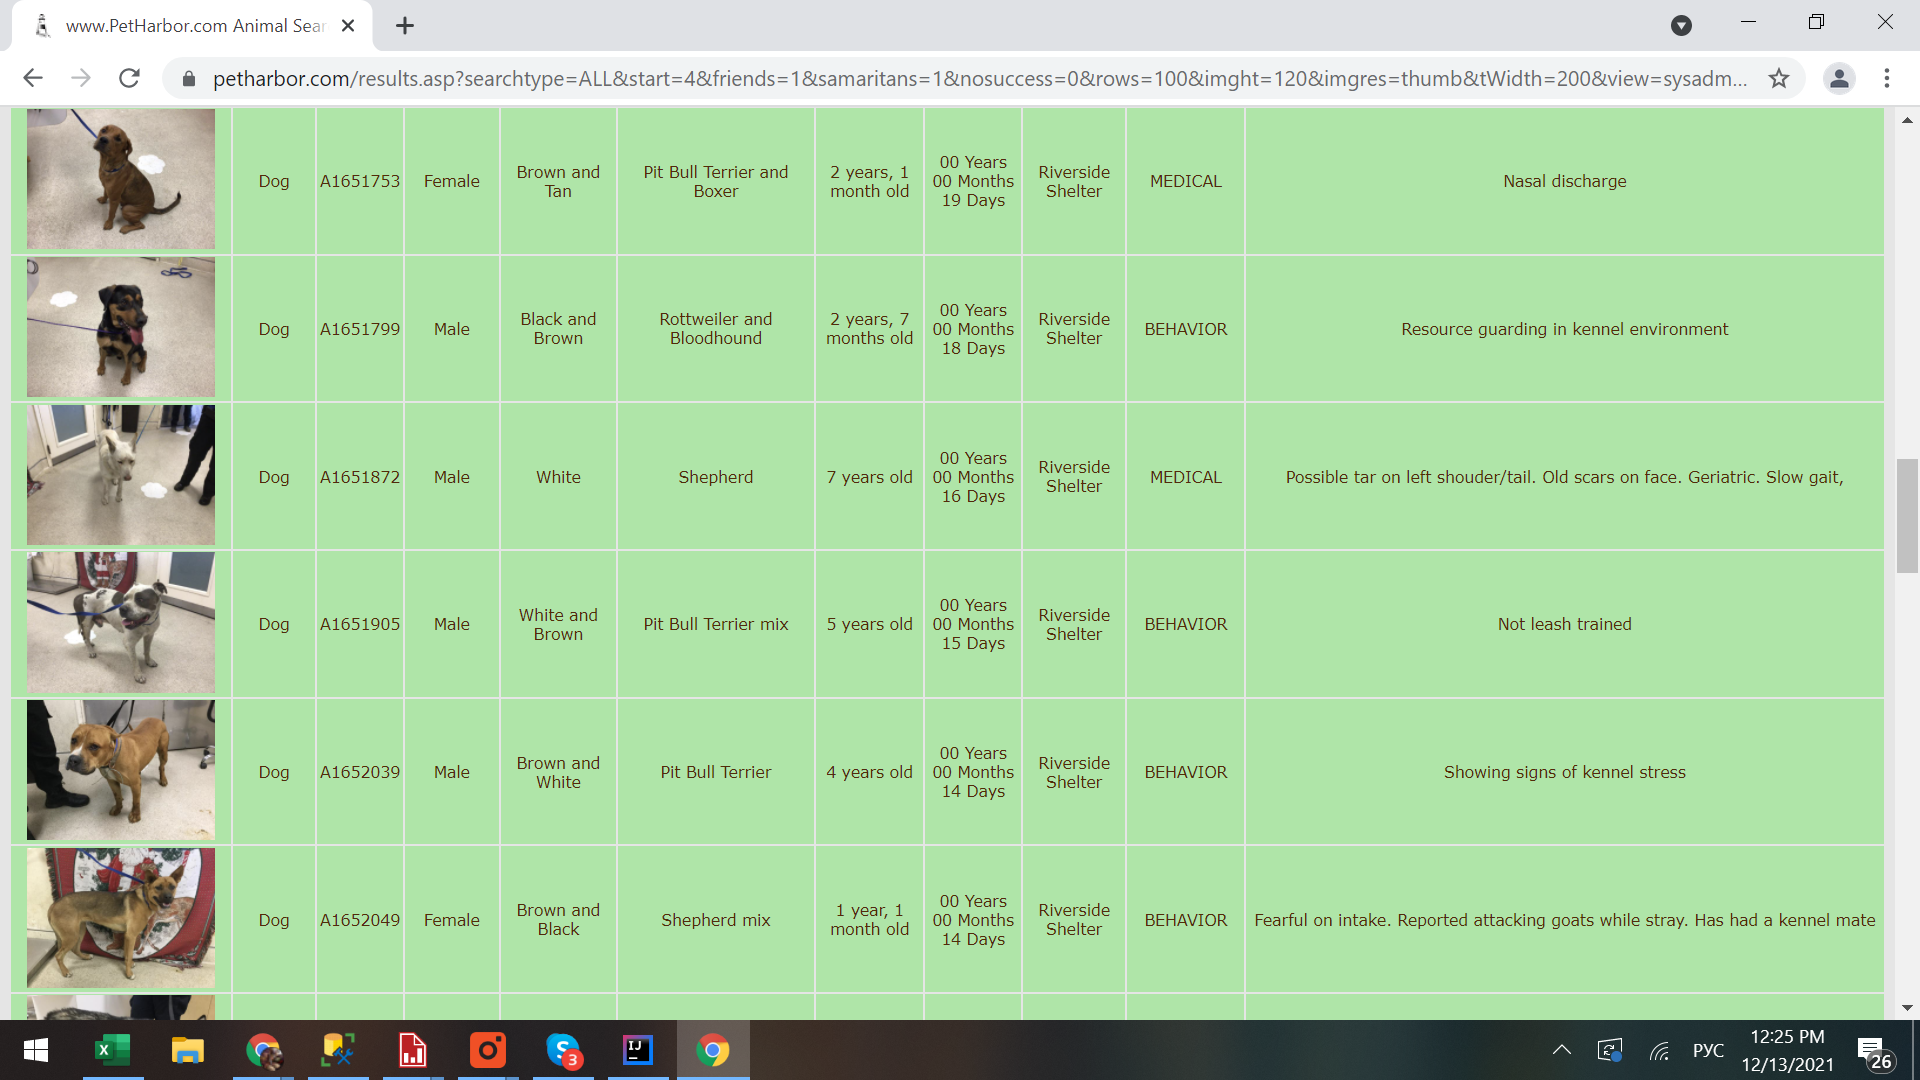 www.PetHarbor.com Animal Sear
petharbor.com/results.asp?searchtype=ALL&start=4&friends=1&samaritans=1&nosuccess=0&rows=100&imght=120&imgres=thumb&tWidth=200&view=sysadm...
Dog A1651753 Female Brown and Tan Pit Bull Terrier and Boxer 2 years, 1 month old 00 Years 00 Months 19 Days Riverside Shelter MEDICAL Nasal discharge
Dog A1651799 Male Black and Brown Rottweiler and Bloodhound 2 years, 7 months old 00 Years 00 Months 18 Days Riverside Shelter BEHAVIOR Resource guarding in kennel environment
Dog A1651872 Male White Shepherd 7 years old 00 Years 00 Months 16 Days Riverside Shelter MEDICAL Possible tar on left shouder/tail. Old scars on face. Geriatric. Slow gait,
Dog A1651905 Male White and Brown Pit Bull Terrier mix 5 years old 00 Years 00 Months 15 Days Riverside Shelter BEHAVIOR Not leash trained
Dog A1652039 Male Brown and White Pit Bull Terrier 4 years old 00 Years 00 Months 14 Days Riverside Shelter BEHAVIOR Showing signs of kennel stress
Dog A1652049 Female Brown and Black Shepherd mix 1 year, 1 month old 00 Years 00 Months 14 Days Riverside Shelter BEHAVIOR Fearful on intake. Reported attacking goats while stray. Has had a kennel mate
X
3
IJ
РУС
12:25 PM
12/13/2021
26